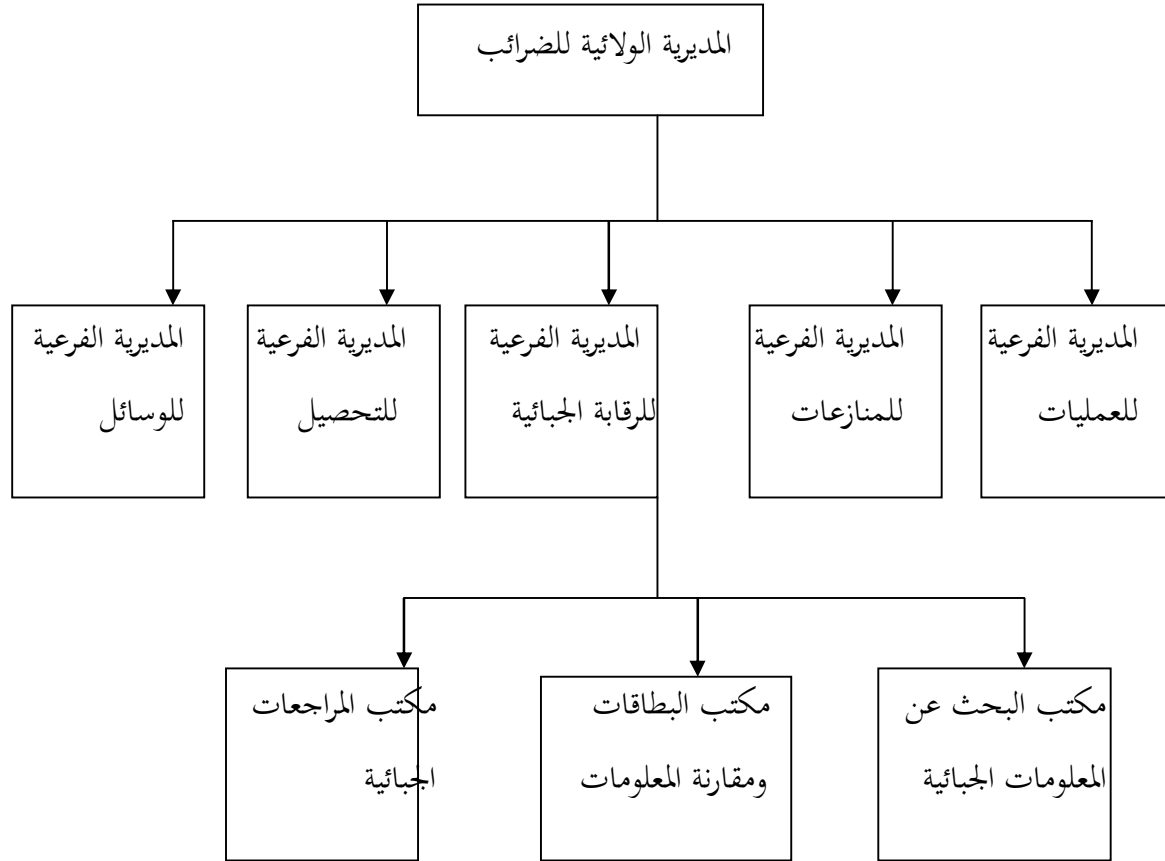 المديرية الولائية للضرائب
المديرية الفرعية
للعمليات
المديرية الفرعية
للمنازعات
المديرية الفرعية
للرقابة الجبائية
المديرية الفرعية
للتحصيل
المديرية الفرعية
للوسائل
مكتب البحث عن
المعلومات الجبائية
مكتب البطاقات
ومقارنة المعلومات
مكتب المراجعات
الجبائية